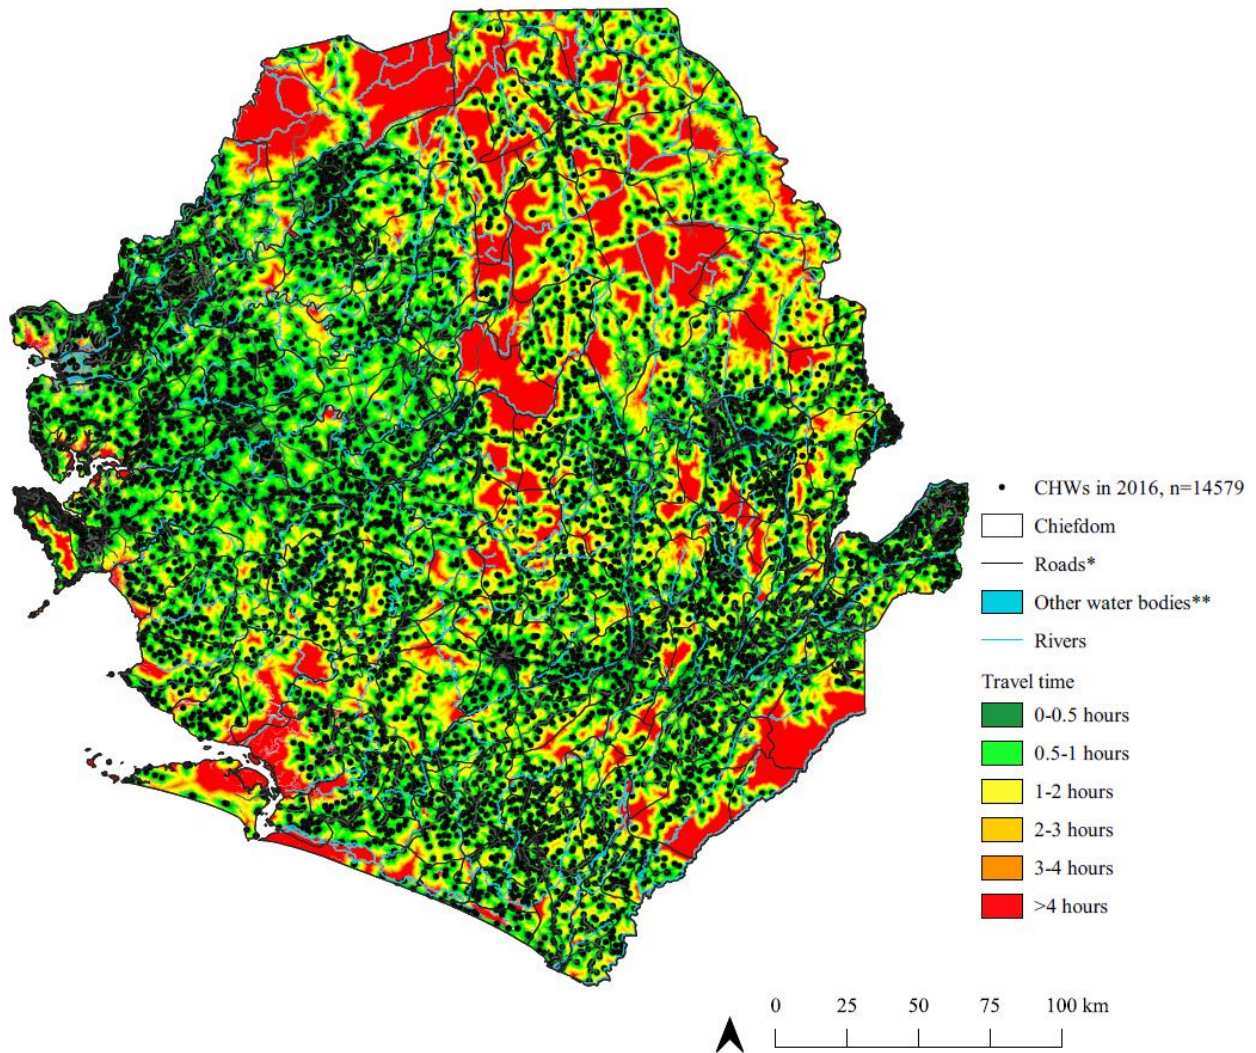 CHWs in 2016, n=14579
Chiefdom
Roads*
Other water bodies**
Rivers
Travel time
0-0.5 hours
0.5-1 hours
1-2 hours
2-3 hours
3-4 hours
>4 hours
0 25 50 75 100 km